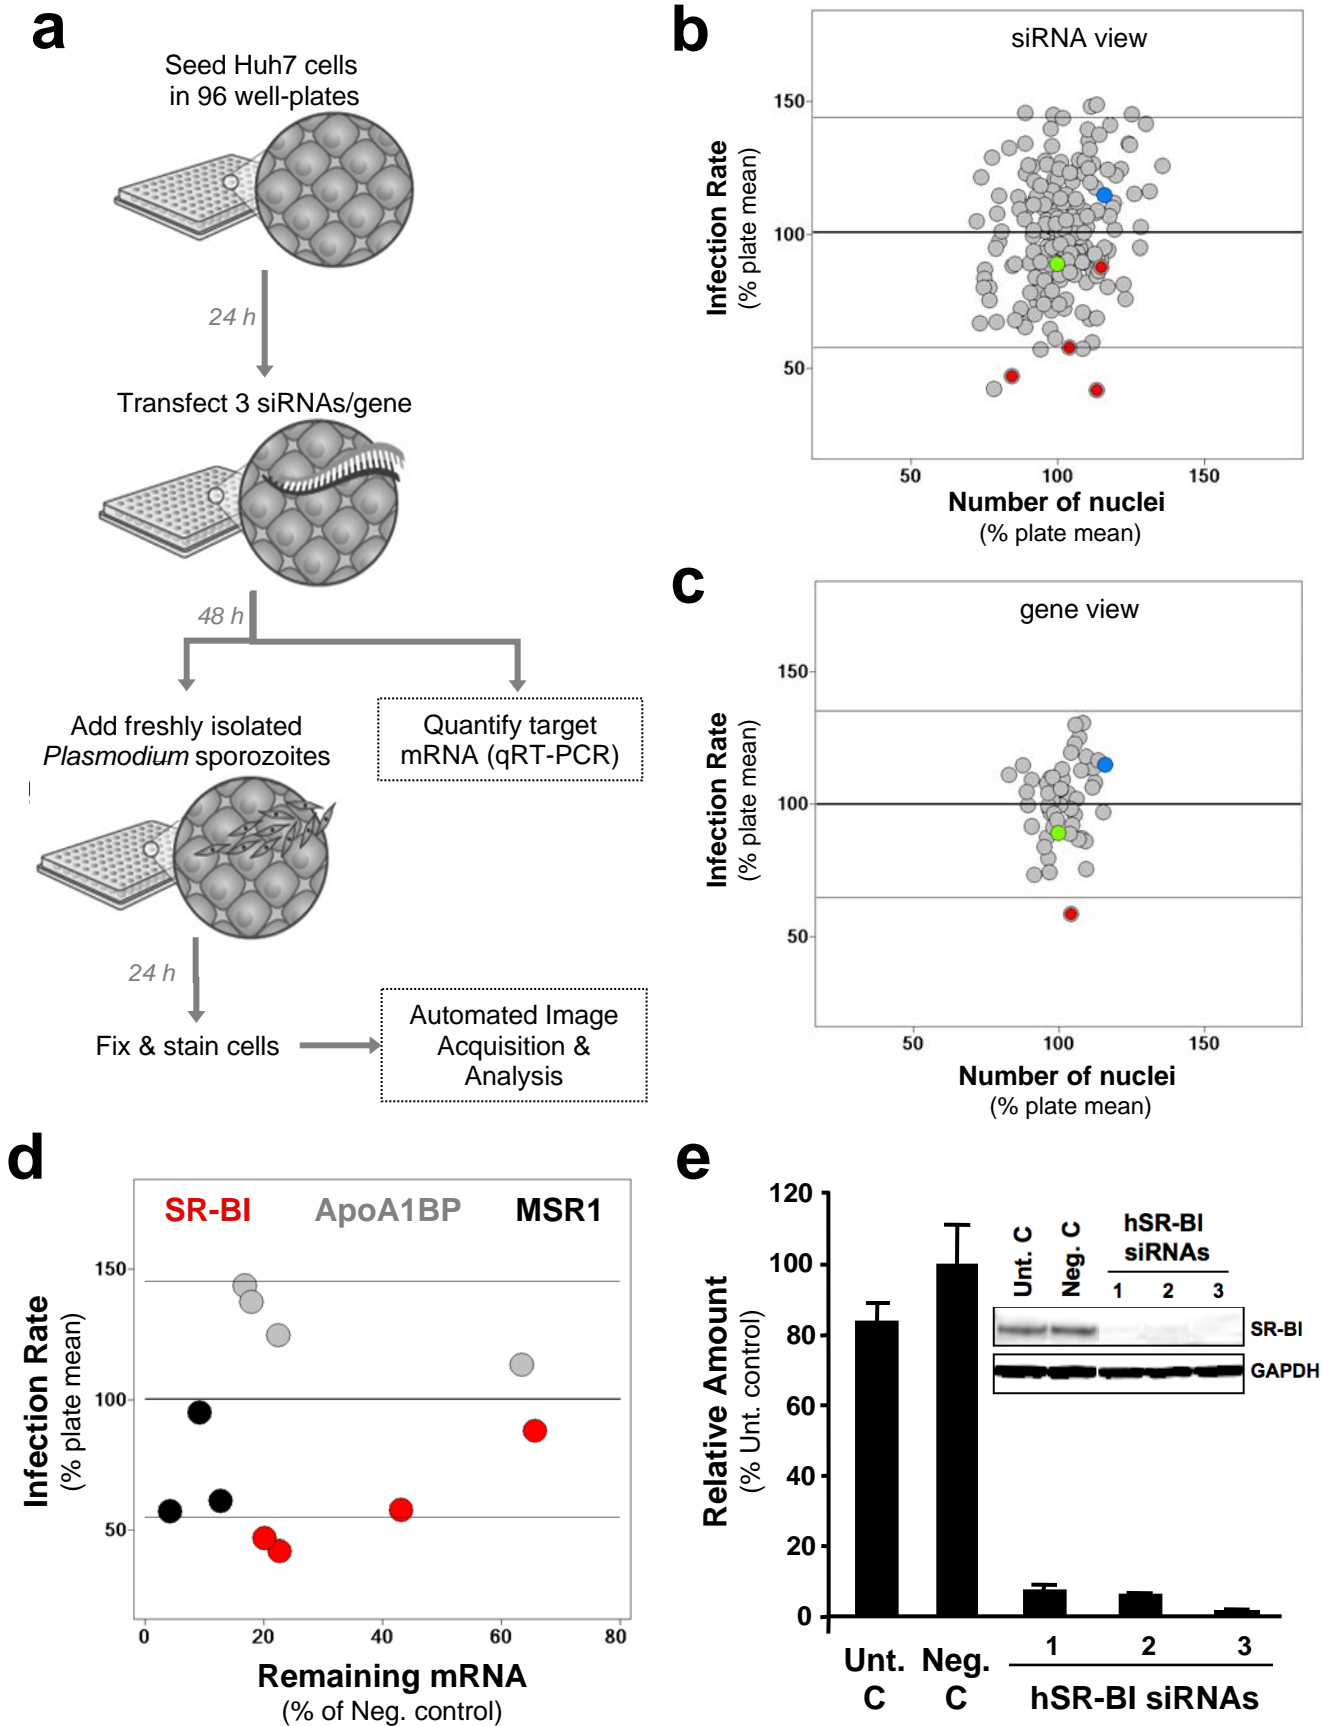 a
Seed Huh7 cells
in 96 well-plates
24 h
Transfect 3 siRNAs/gene
48 h
Add freshly isolated
Plasmodium sporozoites
Quantify target
mRNA (qRT-PCR)
24 h
Fix & stain cells
Automated Image
Acquisition &
Analysis
b
siRNA view
150
100
50
Infection Rate
(% plate mean)
50
100
150
Number of nuclei
(% plate mean)
c
gene view
150
100
50
Infection Rate
(% plate mean)
50
100
150
Number of nuclei
(% plate mean)
d
SR-BI
ApoA1BP
MSR1
150
100
50
Infection Rate
(% plate mean)
0
20
40
60
80
Remaining mRNA
(% of Neg. control)
e
120
100
80
60
40
20
0
Relative Amount
(% Unt. control)
Unt. C
Neg. C
hSR-BI
siRNAs
1
2
3
SR-BI
GAPDH
1
2
3
Unt.
C
Neg.
C
hSR-BI siRNAs